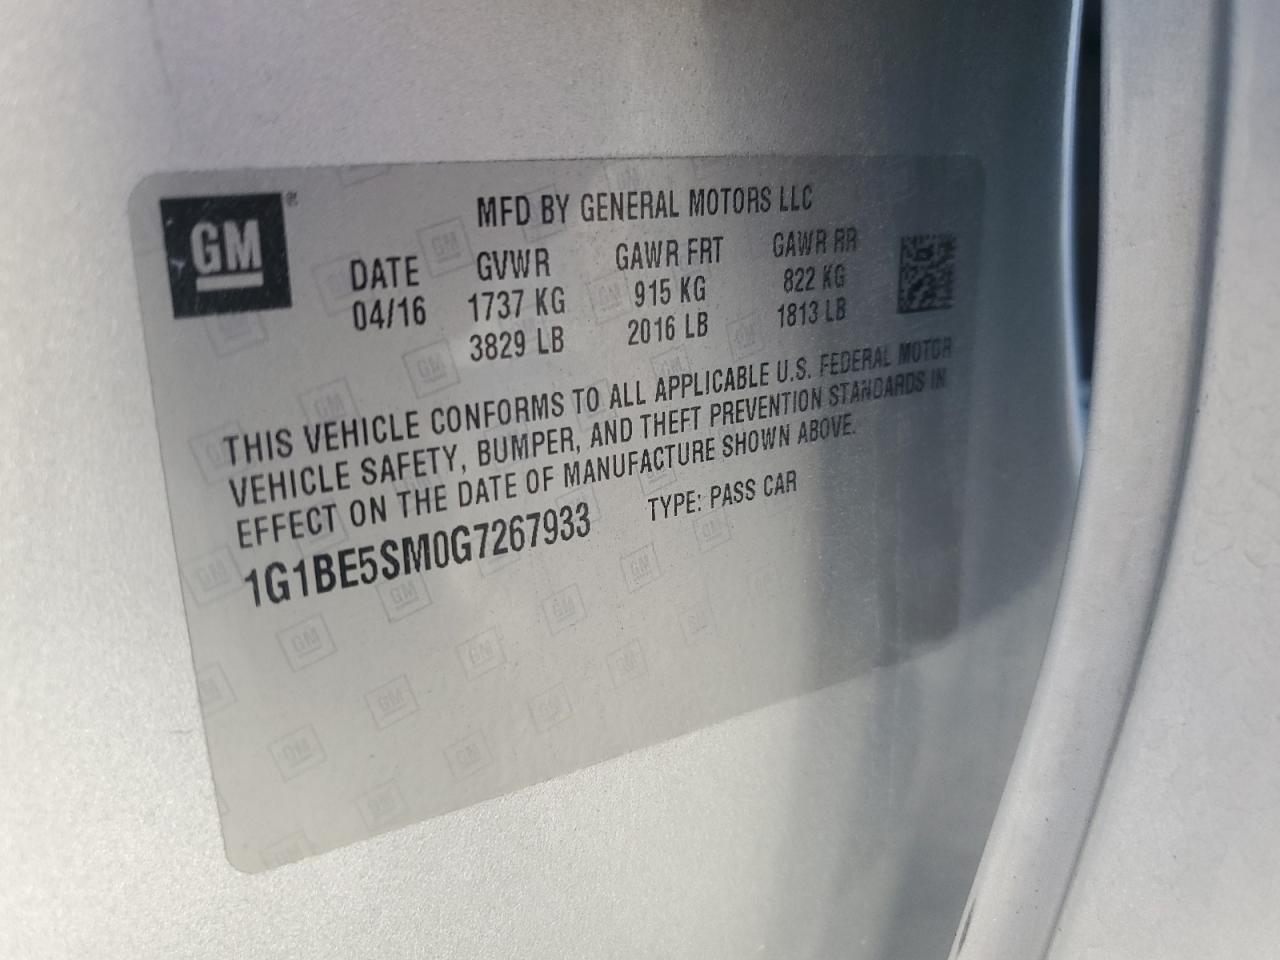 GM®
MFD BY GENERAL MOTORS LLC
DATE GVWR GAWR FRT GAWR RR
04/16 1737 KG 915 KG 822 KG
3829 LB 2016 LB 1813 LB
THIS VEHICLE CONFORMS TO ALL APPLICABLE U.S. FEDERAL MOTOR
VEHICLE SAFETY, BUMPER, AND THEFT PREVENTION STANDARDS IN
EFFECT ON THE DATE OF MANUFACTURE SHOWN ABOVE.
1G1BE5SM0G7267933 TYPE: PASS CAR